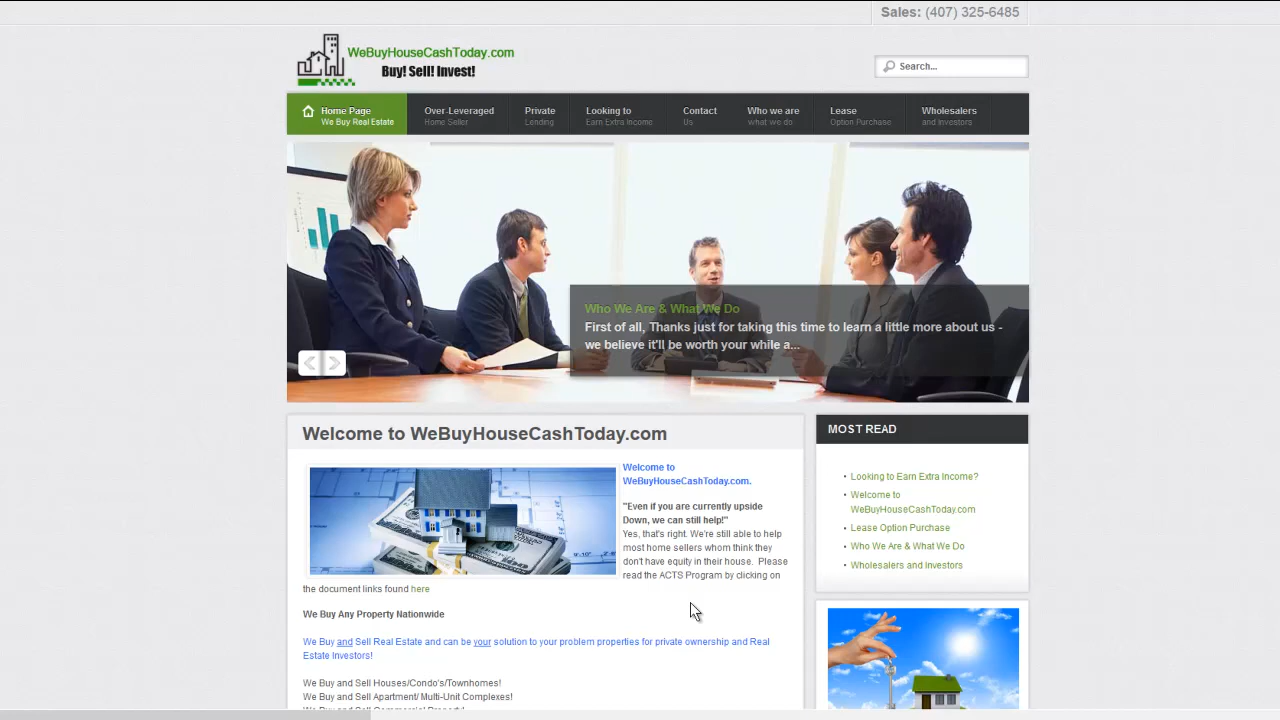 Sales: (407) 325-6485
WeBuyHouseCashToday.com
Buy! Sell! Invest!
Search...
Home Page
We Buy Real Estate
Over-Leveraged
Home Seller
Private
Lending
Looking to
Earn Extra Income
Contact
Us
Who we are
what we do
Lease
Option Purchase
Wholesalers
and Investors
Who We Are & What We Do
First of all, Thanks just for taking this time to learn a little more about us -
we believe it'll be worth your while a...
Welcome to WeBuyHouseCashToday.com
Welcome to
WeBuyHouseCashToday.com.
"Even if you are currently upside
Down, we can still help!"
Yes, that's right. We're still able to help
most home sellers whom think they
don't have equity in their house. Please
read the ACTS Program by clicking on
the document links found here
We Buy Any Property Nationwide
We Buy and Sell Real Estate and can be your solution to your problem properties for private ownership and Real
Estate Investors!
We Buy and Sell Houses/Condo's/Townhomes!
We Buy and Sell Apartment/ Multi-Unit Complexes!
We Buy and Sell Commercial Property!
MOST READ
Looking to Earn Extra Income?
Welcome to
WeBuyHouseCashToday.com
Lease Option Purchase
Who We Are & What We Do
Wholesalers and Investors